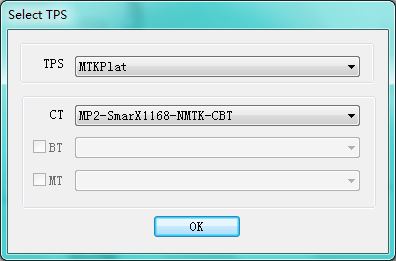 Select TPS
TPS MTKPlat
CT MP2-SmarX1168-NMTK-CBT
BT
MT
OK